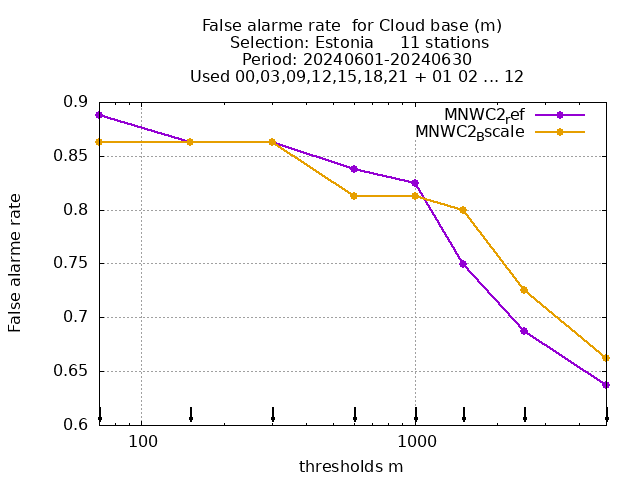 False alarme rate  for Cloud base (m)
Selection: Estonia     11 stations
Period: 20240601-20240630
Used 00,03,09,12,15,18,21 + 01 02 ... 12
MNWC2ref
MNWC2Bscale
0.9
0.85
0.8
0.75
0.7
0.65
0.6
False alarme rate
100
1000
thresholds m